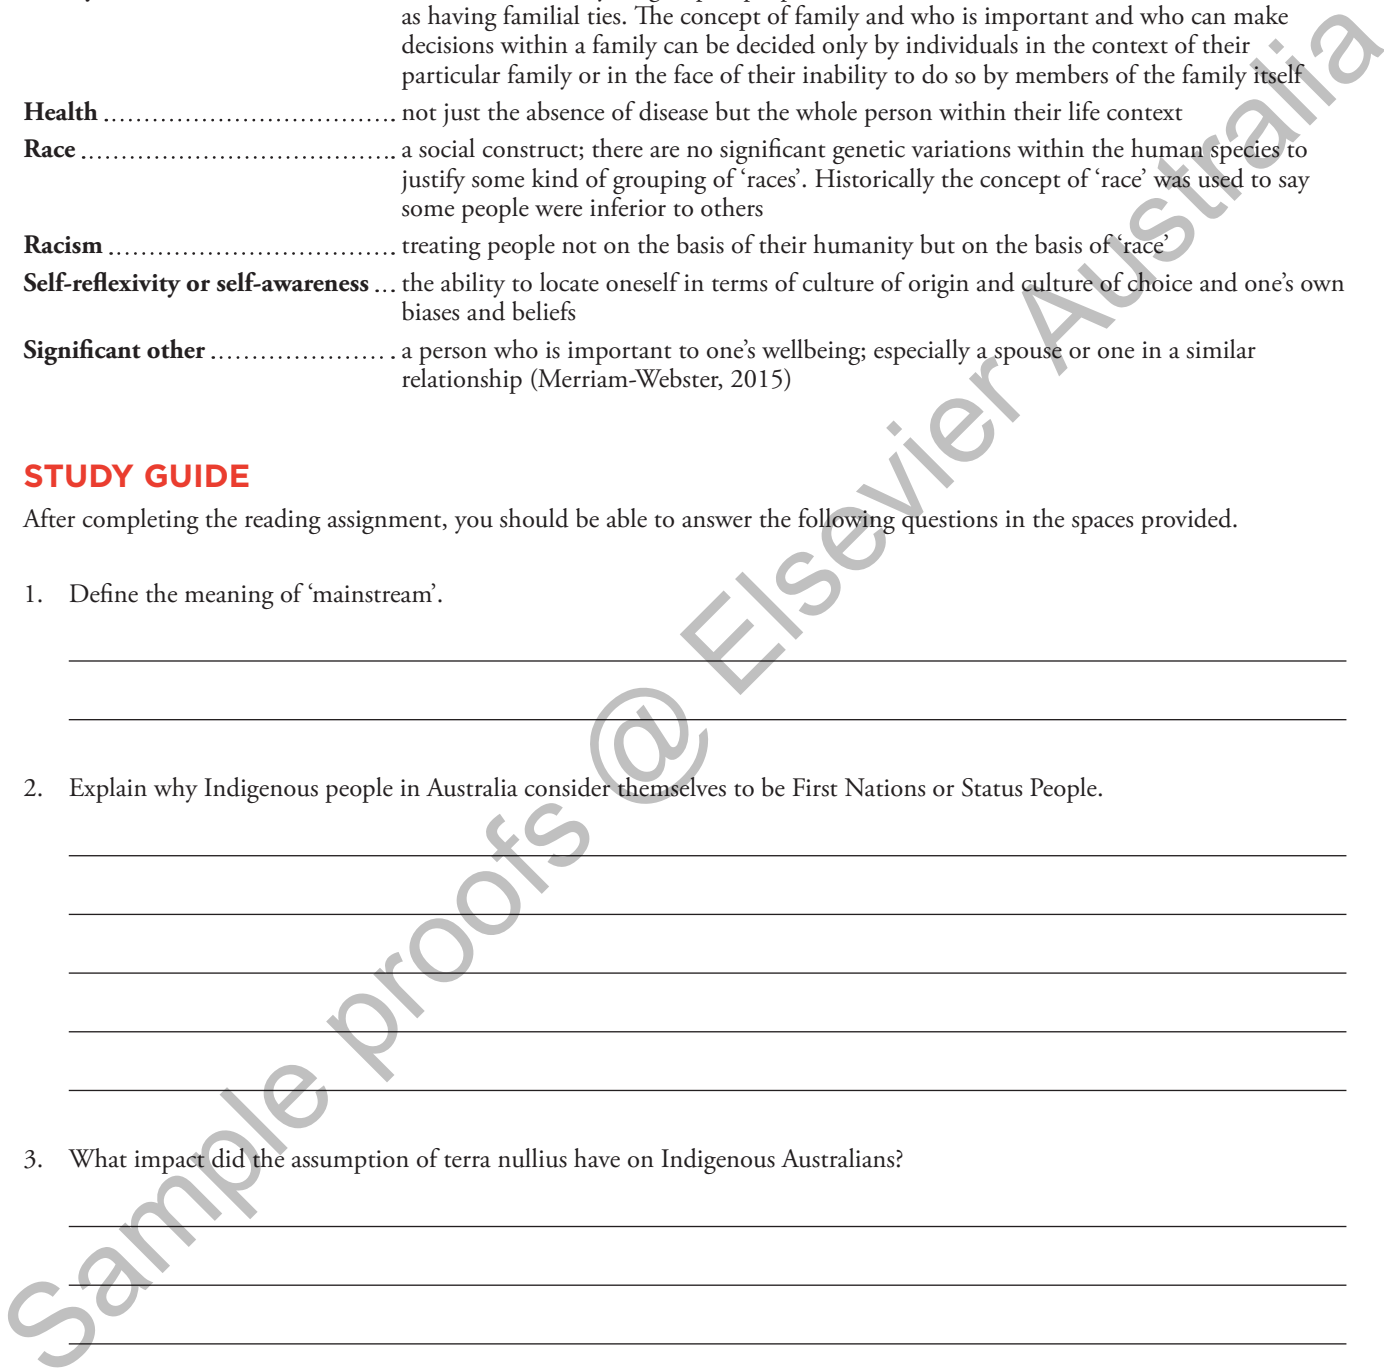 as having familial ties. The concept of family and who is important and who can make
decisions within a family can be decided only by individuals in the context of their
particular family or in the face of their inability to do so by members of the family itself
Health .................................... not just the absence of disease but the whole person within their life context
Race ....................................... a social construct; there are no significant genetic variations within the human species to
justify some kind of grouping of ‘races’. Historically the concept of ‘race’ was used to say
some people were inferior to others
Racism .................................... treating people not on the basis of their humanity but on the basis of ‘race’
Self-reflexivity or self-awareness ... the ability to locate oneself in terms of culture of origin and culture of choice and one’s own
biases and beliefs
Significant other ....................... a person who is important to one’s wellbeing; especially a spouse or one in a similar
relationship (Merriam-Webster, 2015)
STUDY GUIDE
After completing the reading assignment, you should be able to answer the following questions in the spaces provided.
1. Define the meaning of ‘mainstream’.
2. Explain why Indigenous people in Australia consider themselves to be First Nations or Status People.
3. What impact did the assumption of terra nullius have on Indigenous Australians?
Sample proofs @ Elsevier Australia